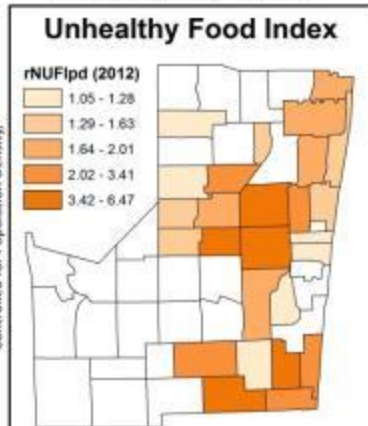 Unhealthy Food Index
rNUFIpd (2012)
1.05 - 1.28
1.29 - 1.63
1.64 - 2.01
2.02 - 3.41
3.42 - 6.47